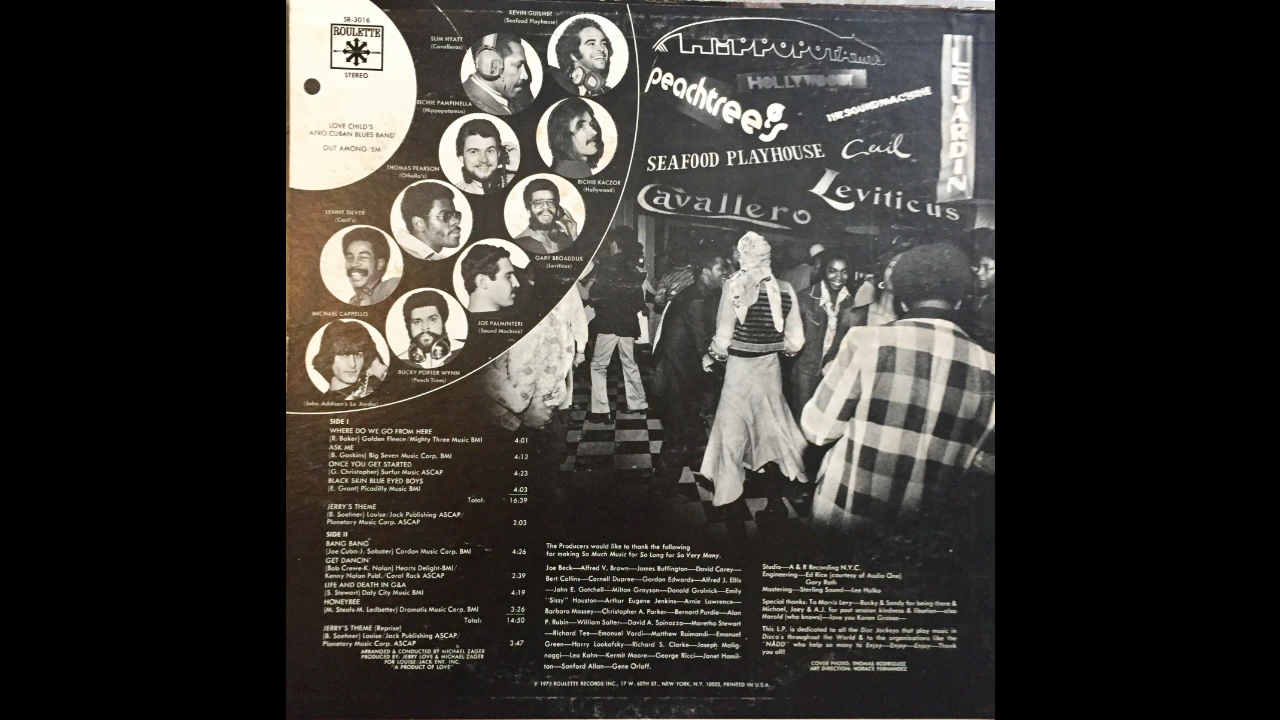 SR-3016
ROULETTE
STEREO
LOVE CHILD'S
AFRO CUBAN BLUES BAND
OUT AMONG 'EM
KEVIN GUILMET
(Seafood Playhouse)
SLIM HYATT
(Cavalleros)
RICHIE PAMPINELLA
(Hippopotamus)
RICHIE KACZOR
(Hollywood)
THOMAS PEARSON
(Othello's)
GARY BROADDUS
(Leviticus)
LENNY SILVER
(Cecil's)
JOE PALMINTERI
(Sound Machine)
MICHAEL CAPPELLO
(John Addison's Le Jardin)
BUCKY PORTER WYNN
(Peach Trees)
HIPPOPOTAMUS
HOLLYWOOD
peachtree's
THE SOUND MACHINE
LE JARDIN
SEAFOOD PLAYHOUSE
Cavallero
Leviticus
SIDE I
WHERE DO WE GO FROM HERE
(R. Baker) Golden Fleece/Mighty Three Music BMI 4:01
ASK ME
(B. Gaskins) Big Seven Music Corp. BMI 4:12
ONCE YOU GET STARTED
(G. Christopher) Surfur Music ASCAP 4:23
BLACK SKIN BLUE EYED BOYS
(E. Grant) Picadilly Music BMI 4:03
Total: 16:39
JERRY'S THEME
(B. Soehner) Louise/Jack Publishing ASCAP/
Planetary Music Corp. ASCAP 2:03
SIDE II
BANG BANG
(Joe Cuba-J. Sabater) Cordon Music Corp. BMI 4:26
GET DANCIN'
(Bob Crewe-K. Nolan) Hearts Delight-BMI/
Kenny Nolan Publ./Coral Rock ASCAP 2:39
LIFE AND DEATH IN G&A
(S. Stewart) Daly City Music BMI 4:19
HONEYBEE
(M. Steals-M. Ledbetter) Dramatis Music Corp. BMI 3:26
Total: 14:50
JERRY'S THEME (Reprise)
(B. Soehner) Louise/Jack Publishing ASCAP/
Planetary Music Corp. ASCAP 3:47
ARRANGED & CONDUCTED BY MICHAEL ZAGER
PRODUCED BY: JERRY LOVE & MICHAEL ZAGER
FOR LOUISE/JACK ENT. INC.
"A PRODUCT OF LOVE"
The Producers would like to thank the following
for making So Much Music for So Long for So Very Many.
Joe Beck—Alfred V. Brown—James Buffington—David Carey—
Bert Collins—Cornell Dupree—Gordon Edwards—Alfred J. Ellis
—John E. Gatchell—Milton Grayson—Donald Grolnick—Emily
"Sissy" Houston—Arthur Eugene Jenkins—Arnie Lawrence—
Barbara Massey—Christopher A. Parker—Bernard Purdie—Alan
P. Rubin—William Salter—David A. Spinozza—Maretha Stewart
—Richard Tee—Emanuel Vardi—Matthew Raimondi—Emanuel
Green—Harry Lookofsky—Richard S. Clarke—Joseph Malig-
naggi—Leo Kahn—Kermit Moore—George Ricci—Janet Hamil-
ton—Sanford Allan—Gene Orloff.
Studio—A & R Recording N.Y.C.
Engineering—Ed Rice (courtesy of Audio One)
Gary Roth
Mastering—Sterling Sound—Lee Hulko
Special thanks: To Morris Levy—Bucky & Sandy for being there &
Michael, Joey & A.J. for post session kindness & libation—also
Harold (who knows)—love you Karen Grasso—
This L.P. is dedicated to all the Disc Jockeys that play music in
Disco's throughout the World & to the organizations like the
"NADD" who help so many to Enjoy—Enjoy—Enjoy—Thank
you all!
COVER PHOTO: THOMAS RODRIGUEZ
ART DIRECTION: HORACE FERNANDEZ
℗ 1975 ROULETTE RECORDS INC., 17 W. 60TH ST., NEW YORK, N.Y. 10023, PRINTED IN U.S.A.